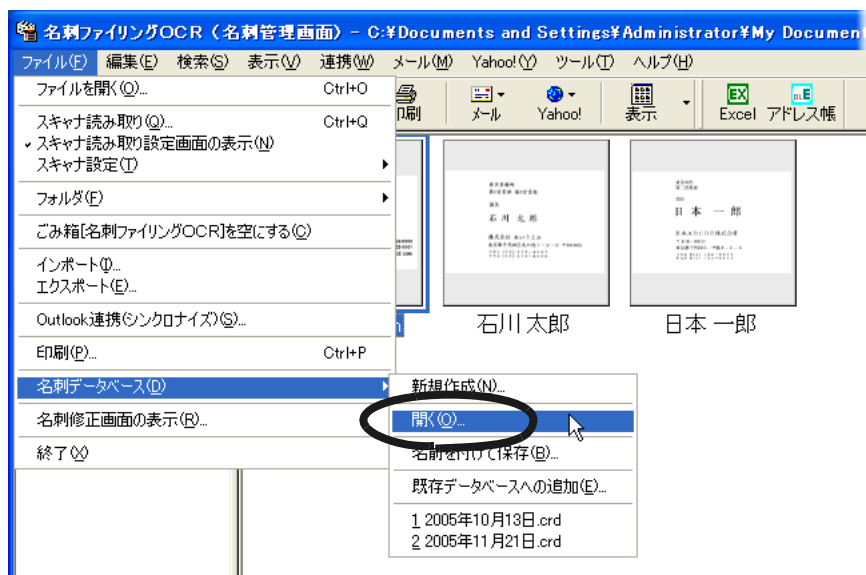 名刺ファイリングOCR（名刺管理画面）- C:¥Documents and Settings¥Administrator¥My Documen
ファイル(F) 編集(E) 検索(S) 表示(V) 連携(W) メール(M) Yahoo!(Y) ツール(T) ヘルプ(H)
ファイルを開く(O)... Ctrl+O
スキャナ読み取り(Q)... Ctrl+Q
スキャナ読み取り設定画面の表示(N)
スキャナ設定(T)
フォルダ(F)
ごみ箱[名刺ファイリングOCR]を空にする(C)
インポート(I)...
エクスポート(E)...
Outlook連携(シンクロナイズ)(S)...
印刷(P)... Ctrl+P
名刺データベース(D)
名刺修正画面の表示(R)...
終了(X)
印刷 メール Yahoo! 表示 Excel アドレス帳
石川 太郎
日本 一郎
石川 太郎 日本 一郎
新規作成(N)...
開く(O)...
名前を付けて保存(B)...
既存データベースへの追加(E)...
1 2005年10月13日.crd
2 2005年11月21日.crd